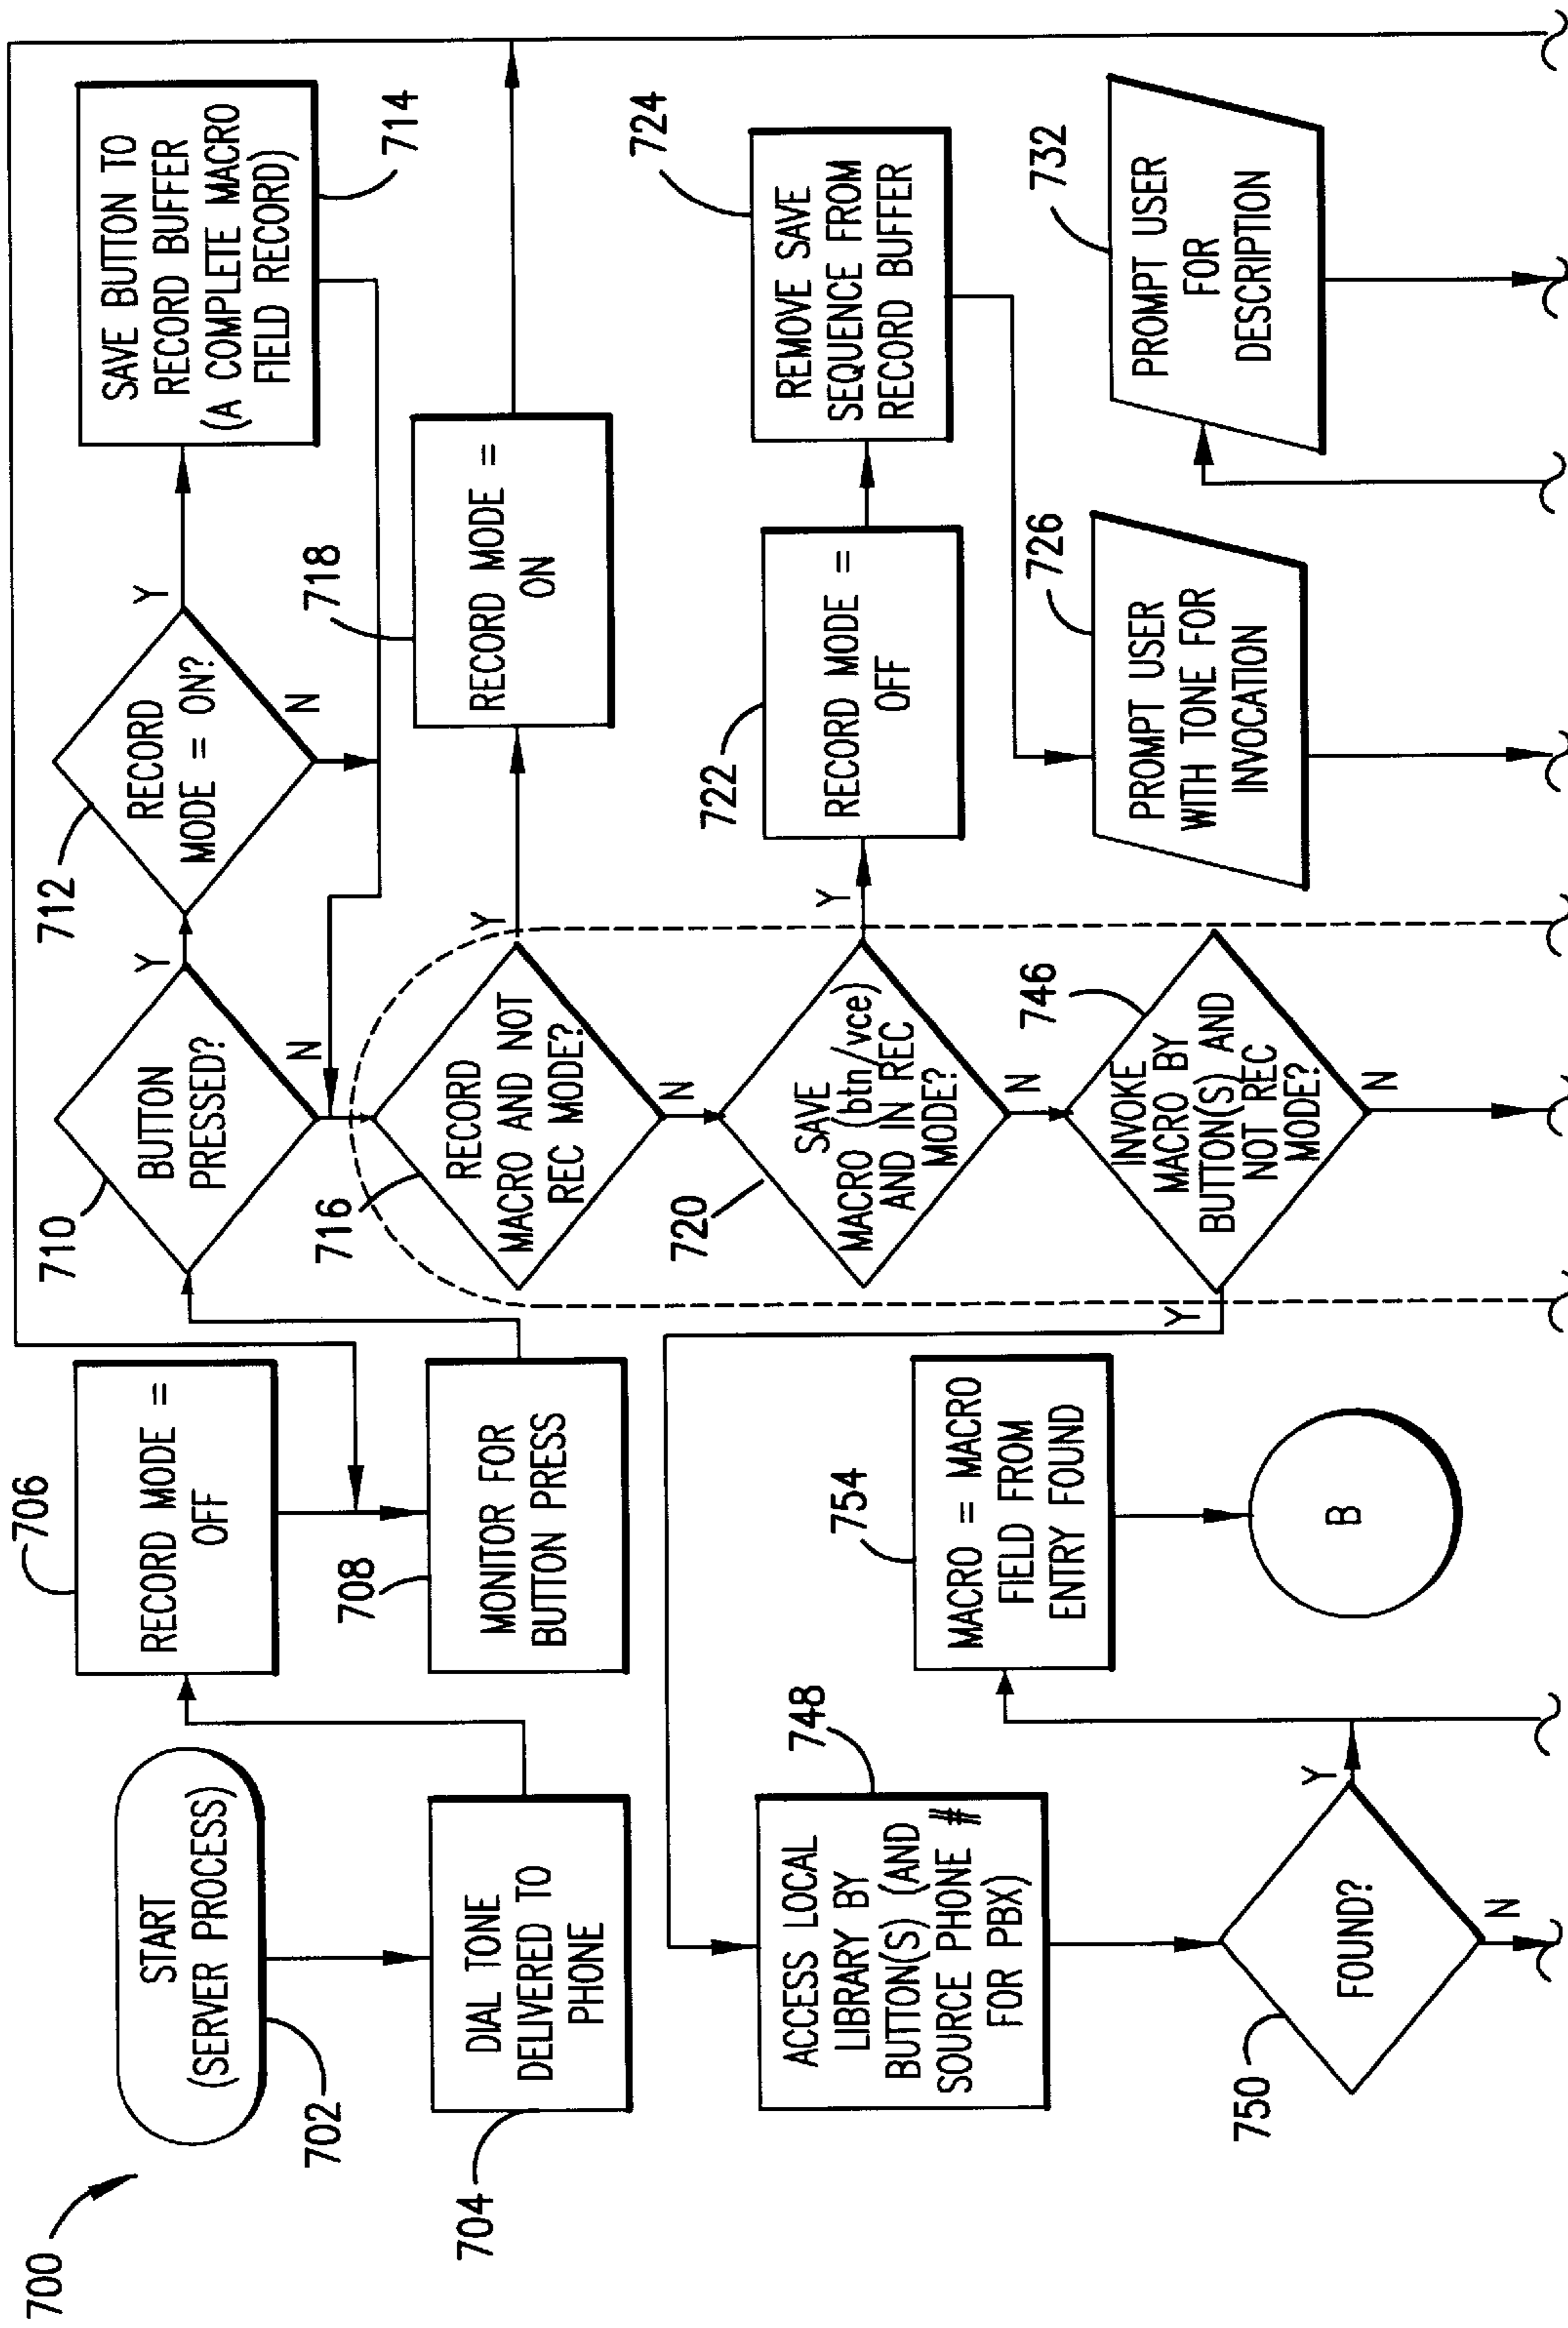 700
START
(SERVER PROCESS)
702
DIAL TONE
DELIVERED TO
PHONE
704
RECORD MODE =
OFF
706
MONITOR FOR
BUTTON PRESS
708
BUTTON
PRESSED?
710
Y
N
RECORD
MODE = ON?
712
Y
N
SAVE BUTTON TO
RECORD BUFFER
(A COMPLETE MACRO
FIELD RECORD)
714
RECORD
MACRO AND NOT
REC MODE?
716
Y
N
RECORD MODE =
ON
718
SAVE
MACRO (btn/vce)
AND IN REC
MODE?
720
Y
N
RECORD MODE =
OFF
722
REMOVE SAVE
SEQUENCE FROM
RECORD BUFFER
724
PROMPT USER
WITH TONE FOR
INVOCATION
726
PROMPT USER
FOR
DESCRIPTION
732
INVOKE
MACRO BY
BUTTON(S) AND
NOT REC
MODE?
746
Y
N
ACCESS LOCAL
LIBRARY BY
BUTTON(S) (AND
SOURCE PHONE #
FOR PBX)
748
FOUND?
750
Y
N
MACRO = MACRO
FIELD FROM
ENTRY FOUND
754
B